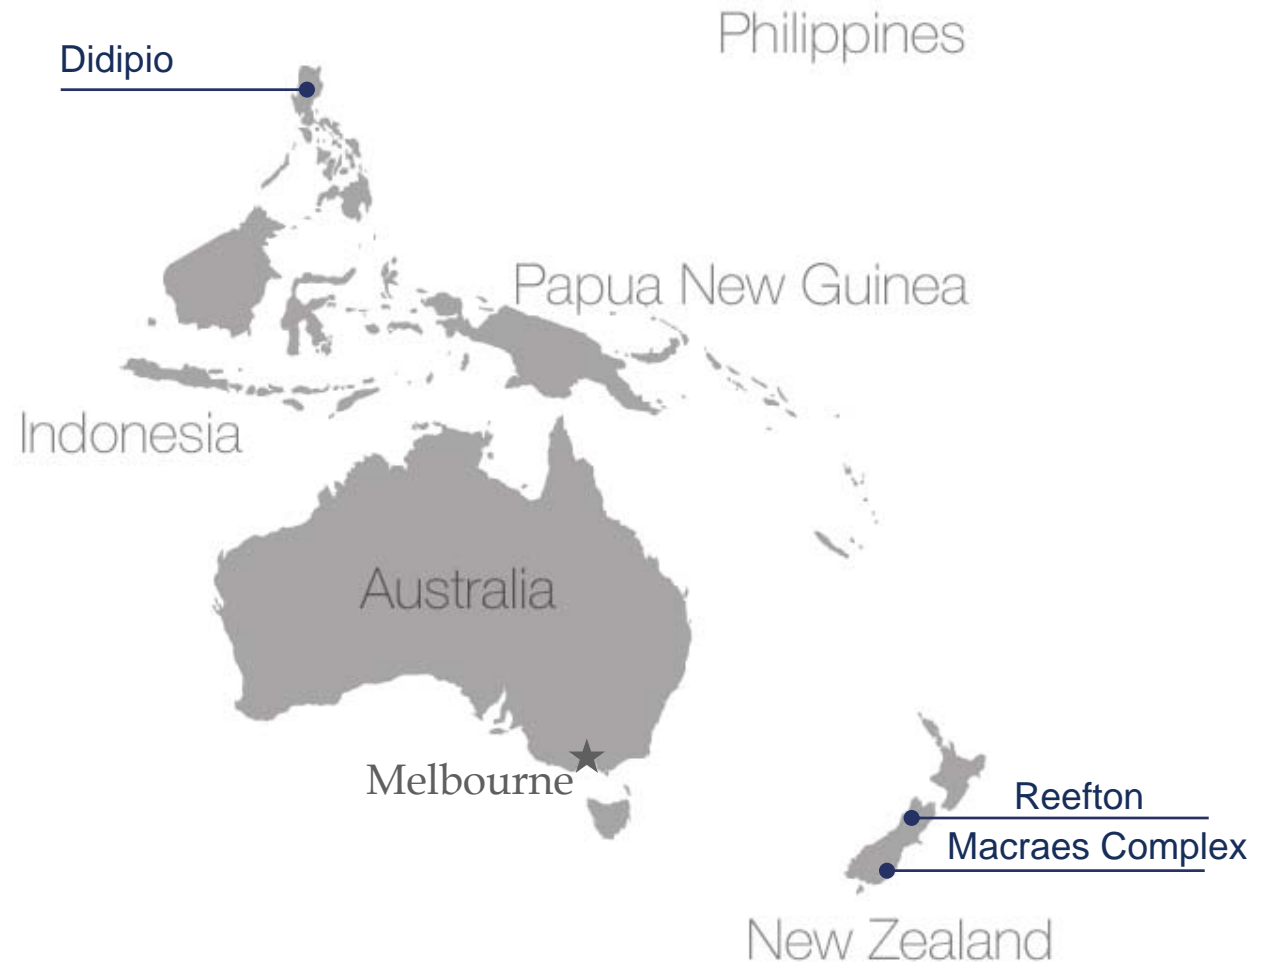 Philippines
Didipio
Papua New Guinea
Indonesia
Australia
Melbourne
Reefton
Macraes Complex
New Zealand